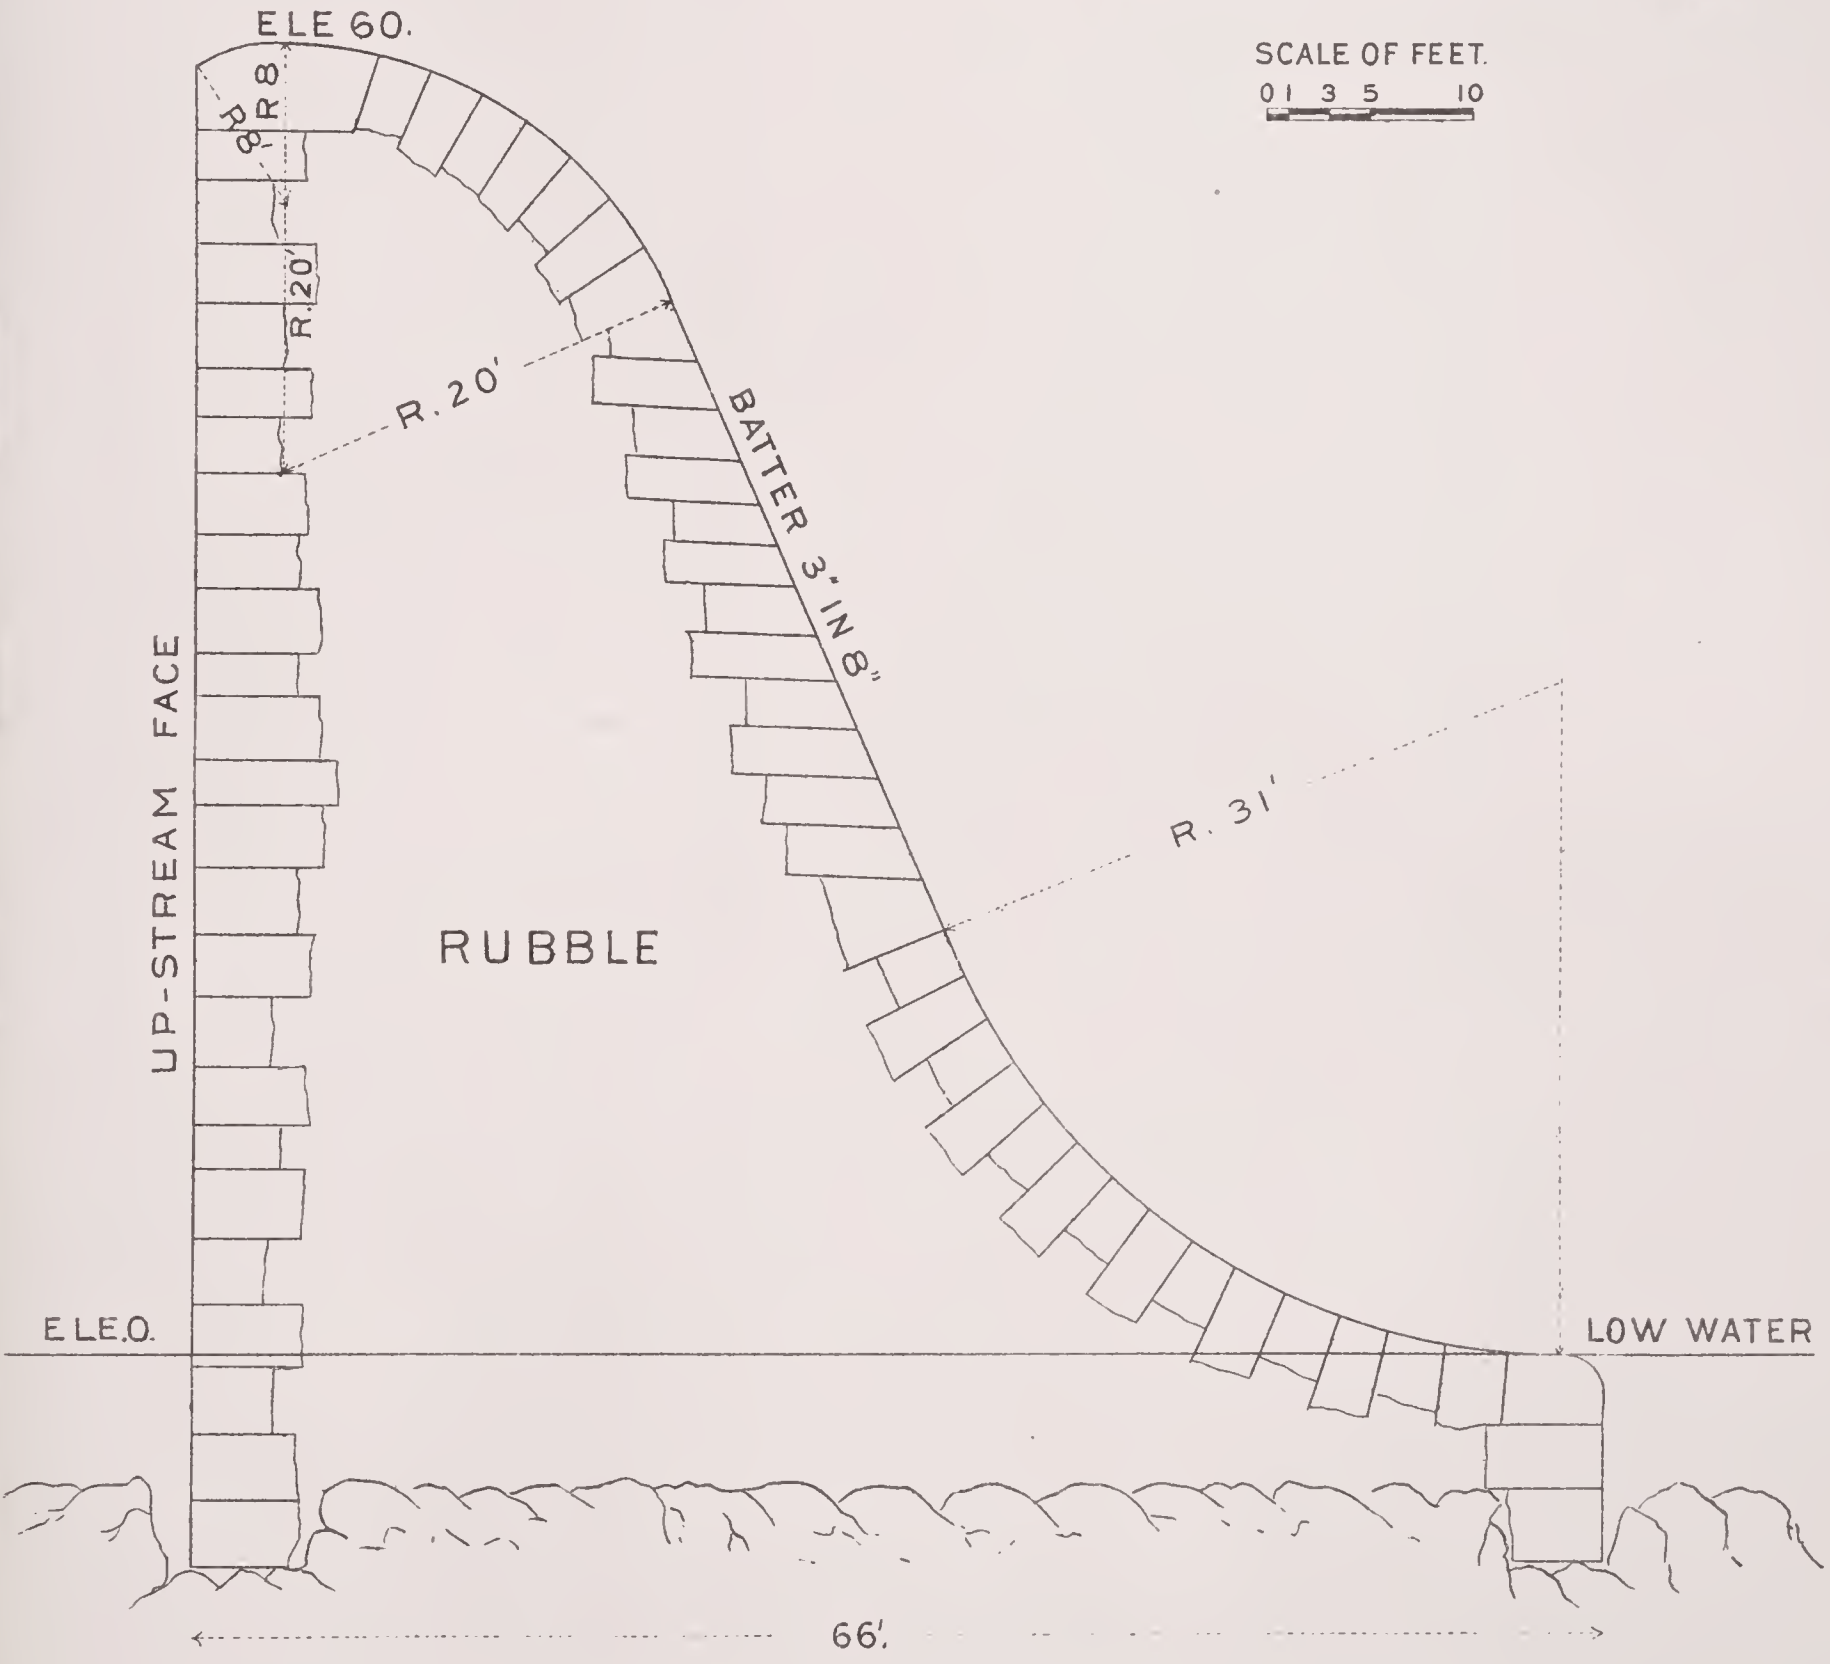 ELE 60.
SCALE OF FEET.
0 1 3 5 10
R 8
R 8'
R. 20'
R. 20'
BATTER 3" IN 8"
UP-STREAM FACE
R. 31'
RUBBLE
ELE.O.
LOW WATER
66'.